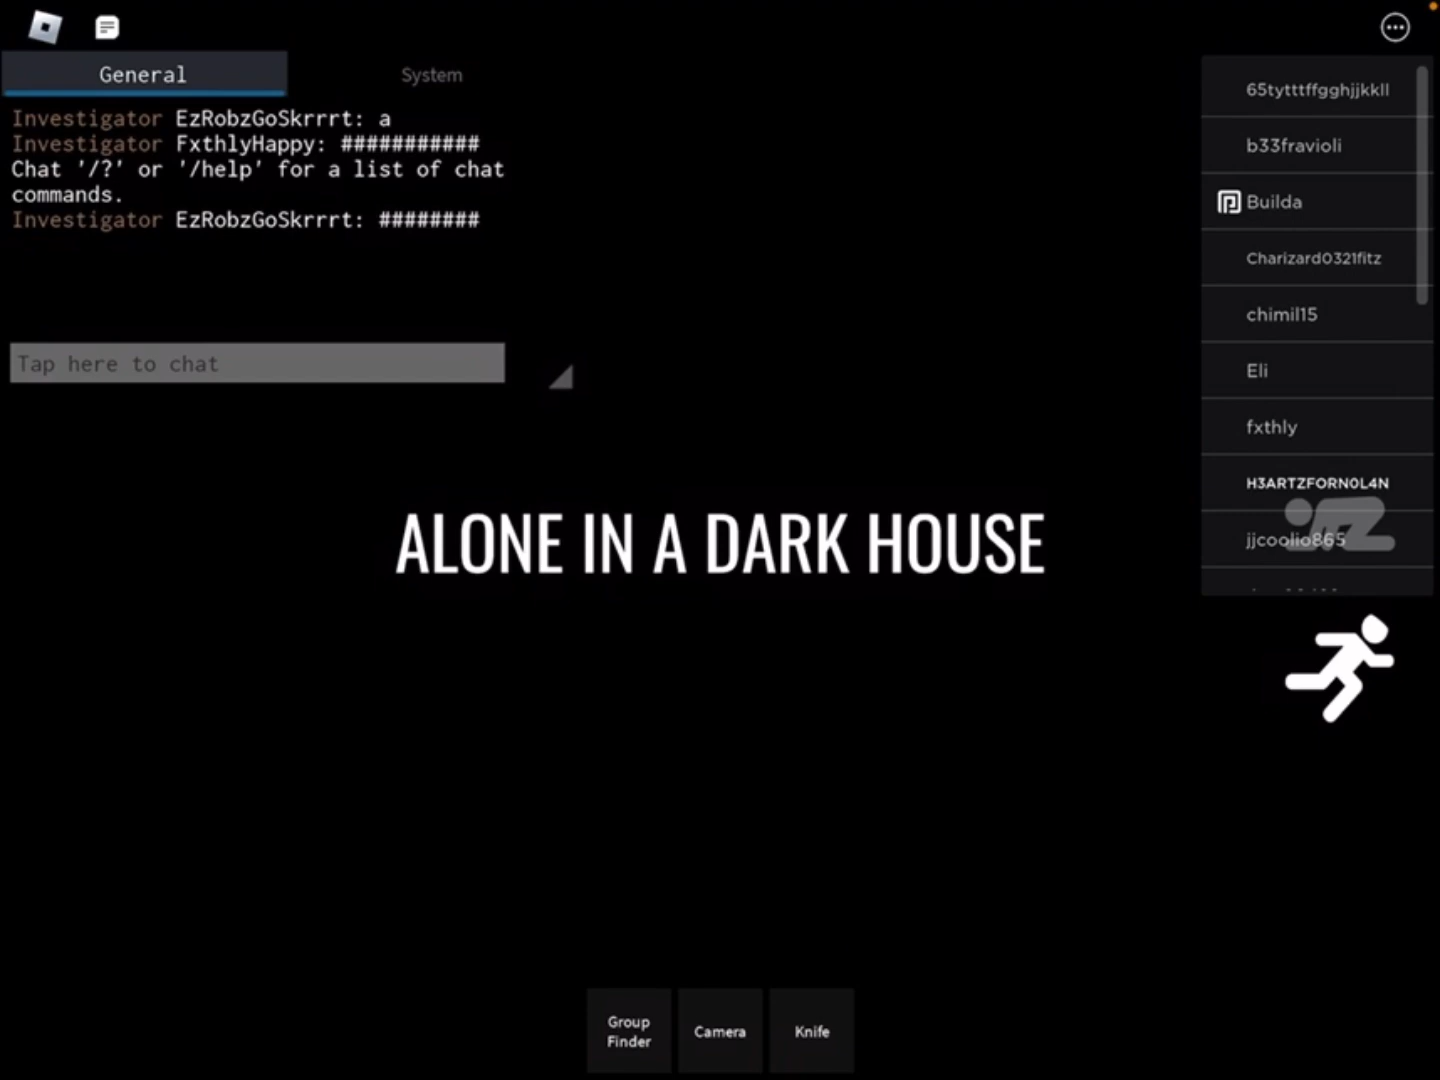 General
System
Investigator EzRobzGoSkrrrt: a
Investigator FxthlyHappy: ###########
Chat '/?' or '/help' for a list of chat
commands.
Investigator EzRobzGoSkrrrt: ########
Tap here to chat
65tytttffgghjjkkll
b33fravioli
Builda
Charizard0321fitz
chimil15
Eli
fxthly
H3ARTZFORN0L4N
jjcoolio865
ALONE IN A DARK HOUSE
Group
Finder
Camera
Knife